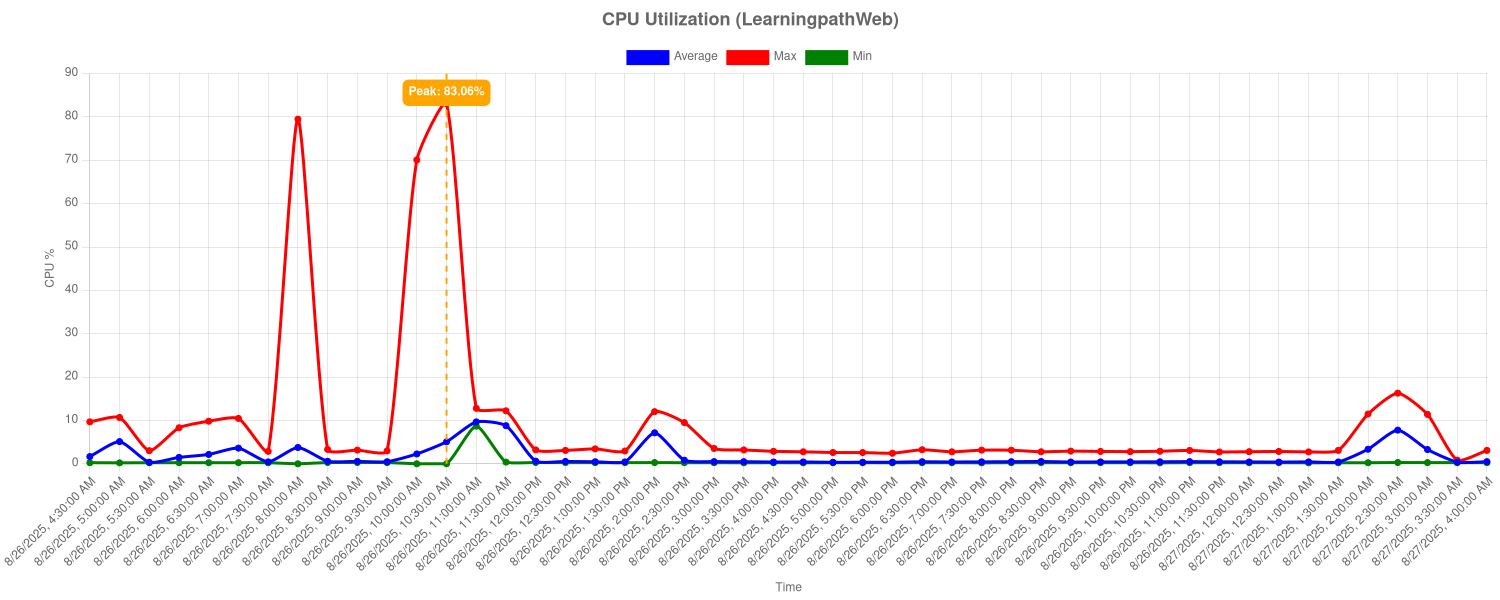 CPU Utilization (LearningpathWeb)
Average Max Min
Peak: 83.06%
CPU %
90
80
70
60
50
40
30
20
10
0
8/26/2025, 4:30:00 AM
8/26/2025, 5:00:00 AM
8/26/2025, 5:30:00 AM
8/26/2025, 6:00:00 AM
8/26/2025, 6:30:00 AM
8/26/2025, 7:00:00 AM
8/26/2025, 7:30:00 AM
8/26/2025, 8:00:00 AM
8/26/2025, 8:30:00 AM
8/26/2025, 9:00:00 AM
8/26/2025, 9:30:00 AM
8/26/2025, 10:00:00 AM
8/26/2025, 10:30:00 AM
8/26/2025, 11:00:00 AM
8/26/2025, 11:30:00 AM
8/26/2025, 12:00:00 PM
8/26/2025, 12:30:00 PM
8/26/2025, 1:00:00 PM
8/26/2025, 1:30:00 PM
8/26/2025, 2:00:00 PM
8/26/2025, 2:30:00 PM
8/26/2025, 3:00:00 PM
8/26/2025, 3:30:00 PM
8/26/2025, 4:00:00 PM
8/26/2025, 4:30:00 PM
8/26/2025, 5:00:00 PM
8/26/2025, 5:30:00 PM
8/26/2025, 6:00:00 PM
8/26/2025, 6:30:00 PM
8/26/2025, 7:00:00 PM
8/26/2025, 7:30:00 PM
8/26/2025, 8:00:00 PM
8/26/2025, 8:30:00 PM
8/26/2025, 9:00:00 PM
8/26/2025, 9:30:00 PM
8/26/2025, 10:00:00 PM
8/26/2025, 10:30:00 PM
8/26/2025, 11:00:00 PM
8/26/2025, 11:30:00 PM
8/27/2025, 12:00:00 AM
8/27/2025, 12:30:00 AM
8/27/2025, 1:00:00 AM
8/27/2025, 1:30:00 AM
8/27/2025, 2:00:00 AM
8/27/2025, 2:30:00 AM
8/27/2025, 3:00:00 AM
8/27/2025, 3:30:00 AM
8/27/2025, 4:00:00 AM
Time